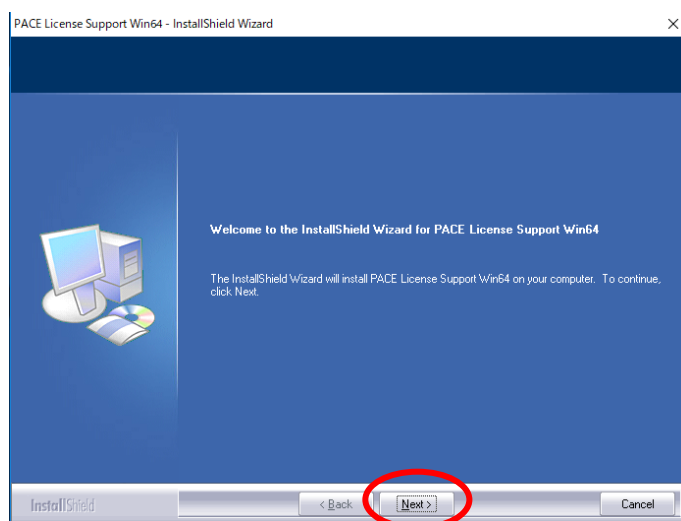 PACE License Support Win64 - InstallShield Wizard
Welcome to the InstallShield Wizard for PACE License Support Win64
The InstallShield Wizard will install PACE License Support Win64 on your computer. To continue,
click Next.
InstallShield
< Back
Next >
Cancel